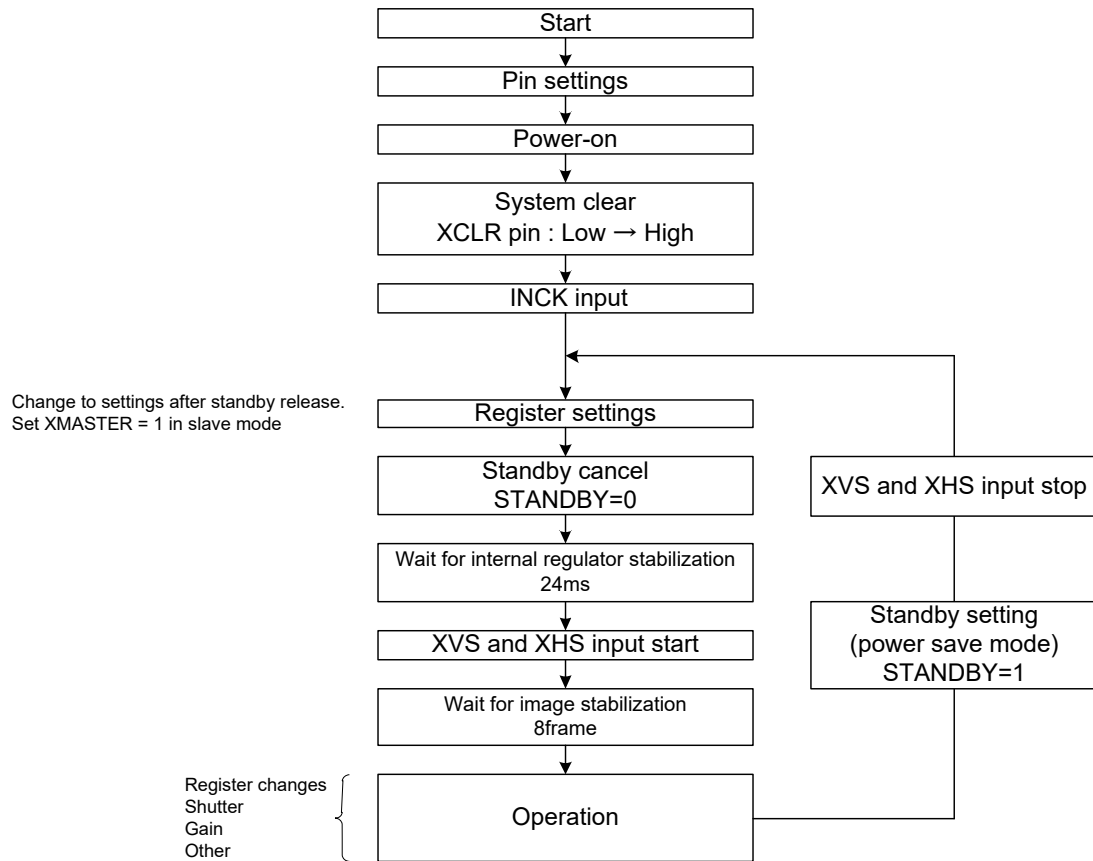 Start
Pin settings
Power-on
System clear
XCLR pin : Low → High
INCK input
Change to settings after standby release.
Set XMASTER = 1 in slave mode
Register settings
Standby cancel
STANDBY=0
Wait for internal regulator stabilization
24ms
XVS and XHS input start
Wait for image stabilization
8frame
Register changes
Shutter
Gain
Other
Operation
XVS and XHS input stop
Standby setting
(power save mode)
STANDBY=1